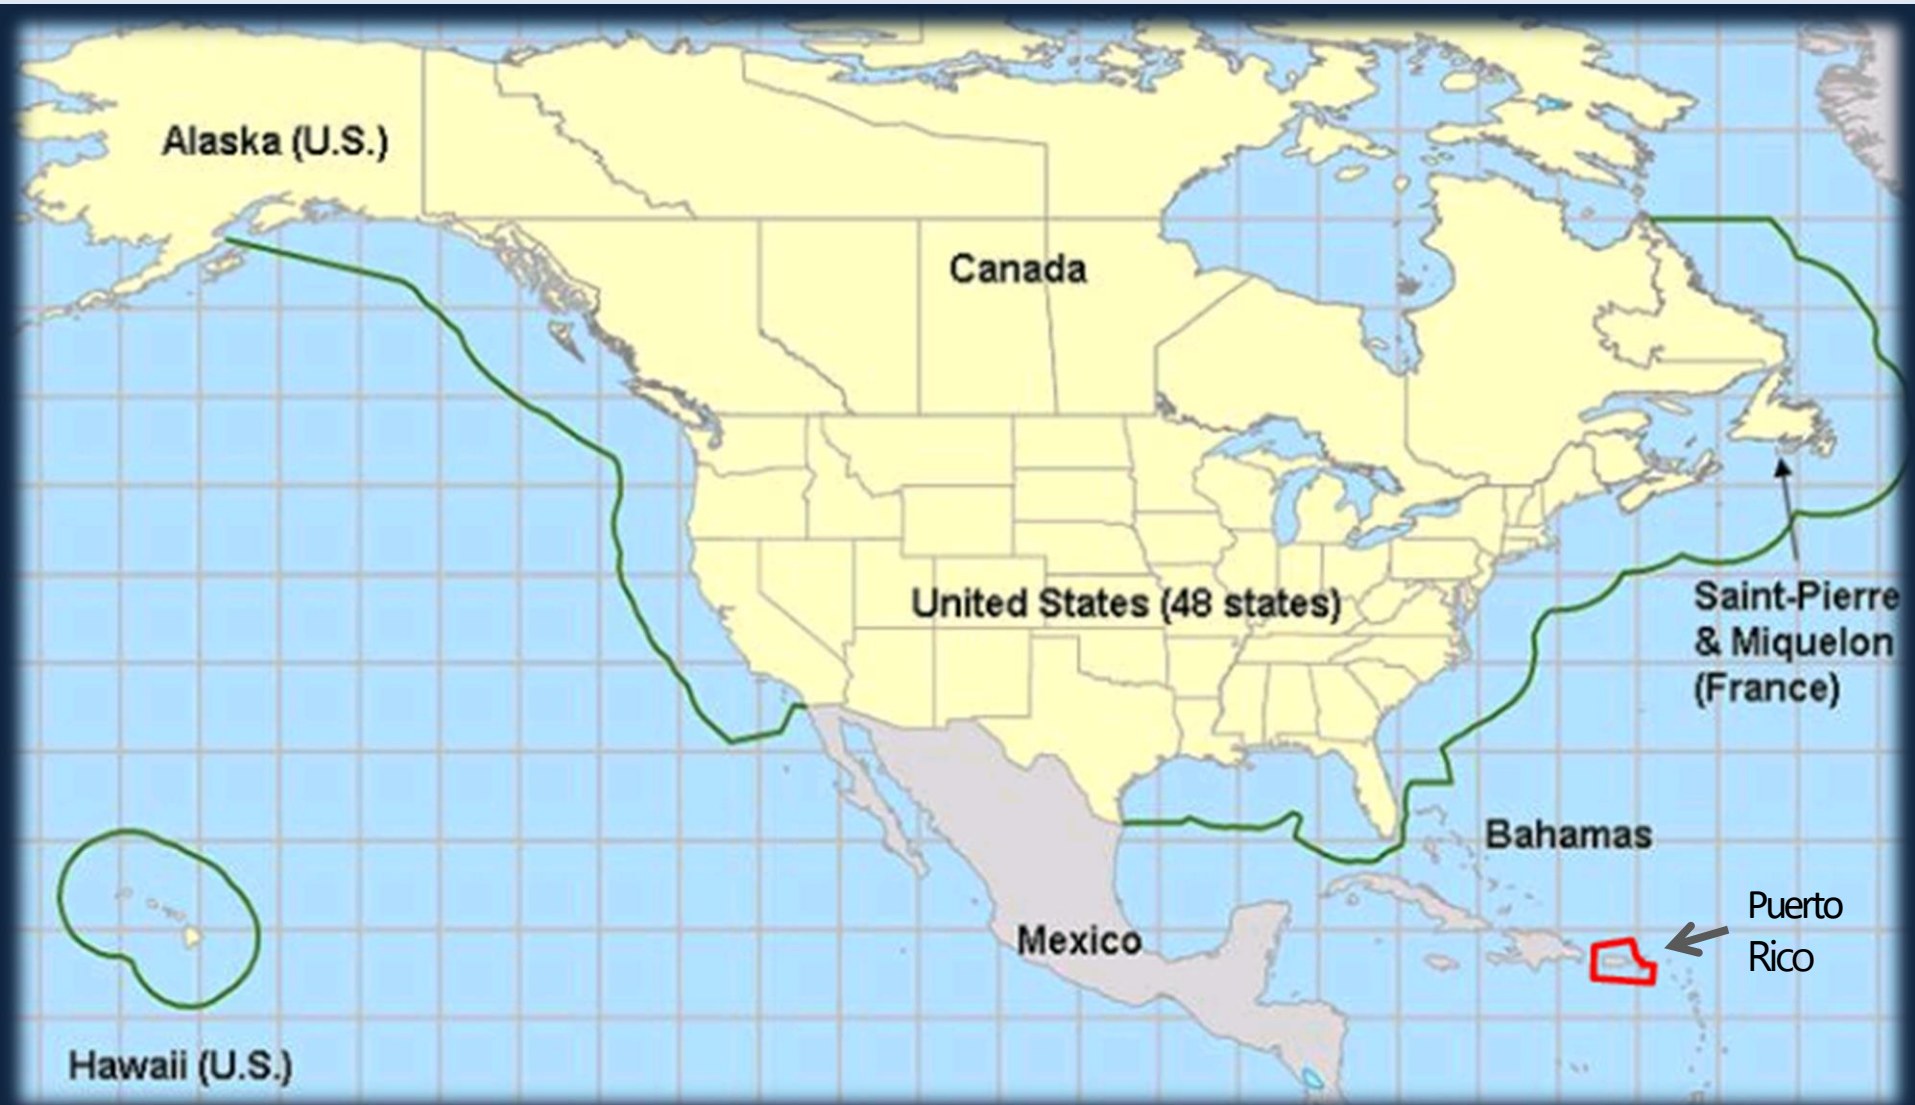 Alaska (U.S.)
Canada
United States (48 states)
Saint-Pierre
& Miquelon
(France)
Bahamas
Puerto
Rico
Mexico
Hawaii (U.S.)